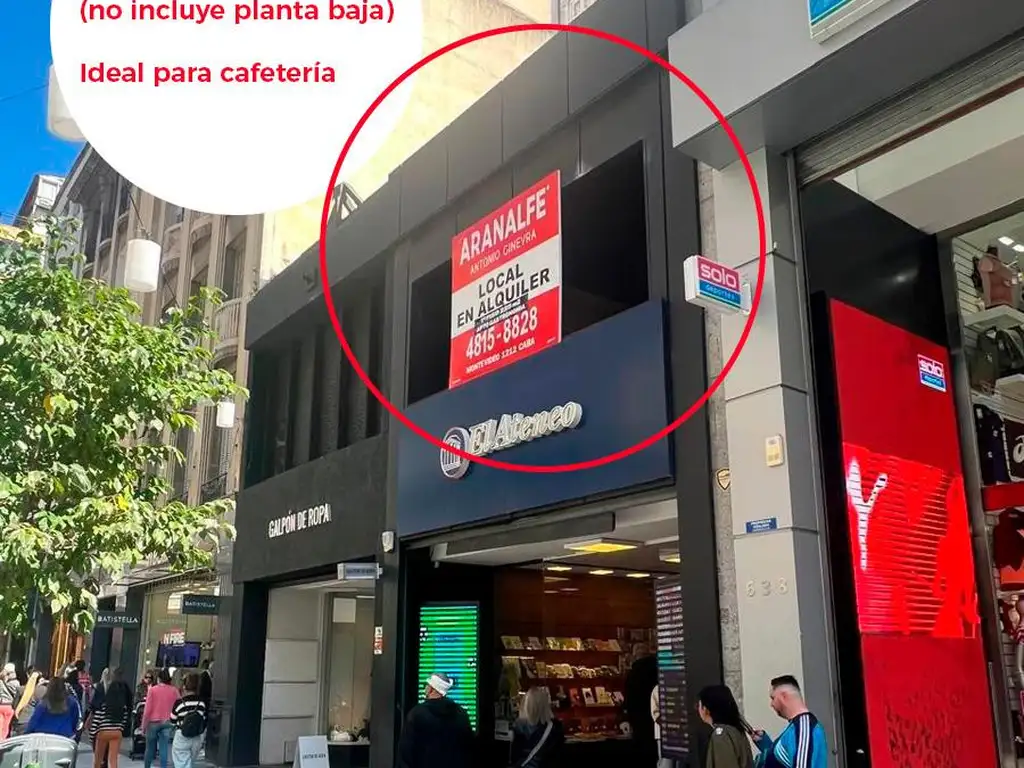 (no incluye planta baja)
Ideal para cafetería
ARANALFE
ANTONIO GINEVRA
LOCAL
EN ALQUILER
4815-8828
MONTEVIDEO 1212 CABA
solo
deportes
solo
El Ateneo
GALPÓN DE ROPA
BATISTELLA
BATISTELLA
N FIRE
638